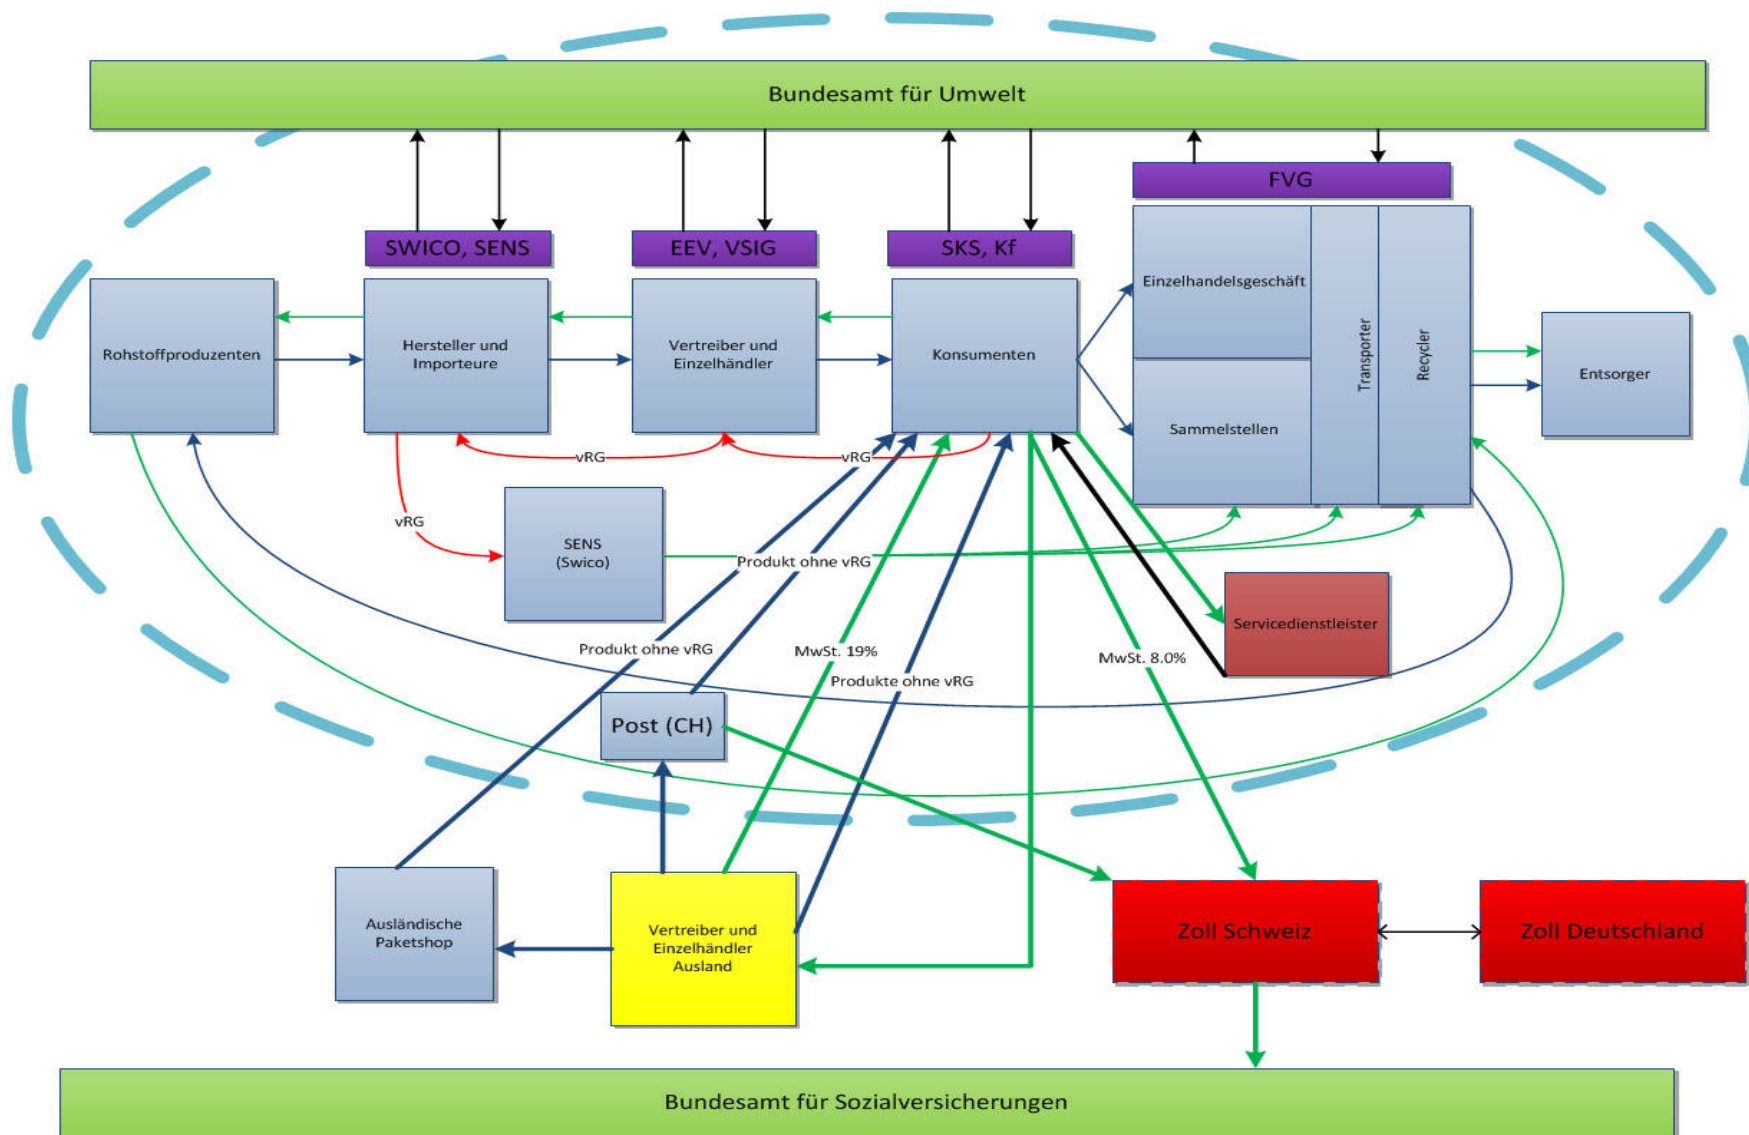 Bundesamt für Umwelt
FVG
SWICO, SENS
EEV, VSIG
SKS, Kf
Einzelhandelsgeschäft
Transporter
Recycler
Rohstoffproduzenten
Hersteller und
Importeure
Vertreiber und
Einzelhändler
Konsumenten
Entsorger
Sammelstellen
vRG
vRG
vRG
SENS
(Swico)
Produkt ohne vRG
Servicedienstleister
Produkt ohne vRG
MwSt. 19%
MwSt. 8.0%
Produkte ohne vRG
Post (CH)
Ausländische
Paketshop
Vertreiber und
Einzelhändler
Ausland
Zoll Schweiz
Zoll Deutschland
Bundesamt für Sozialversicherungen